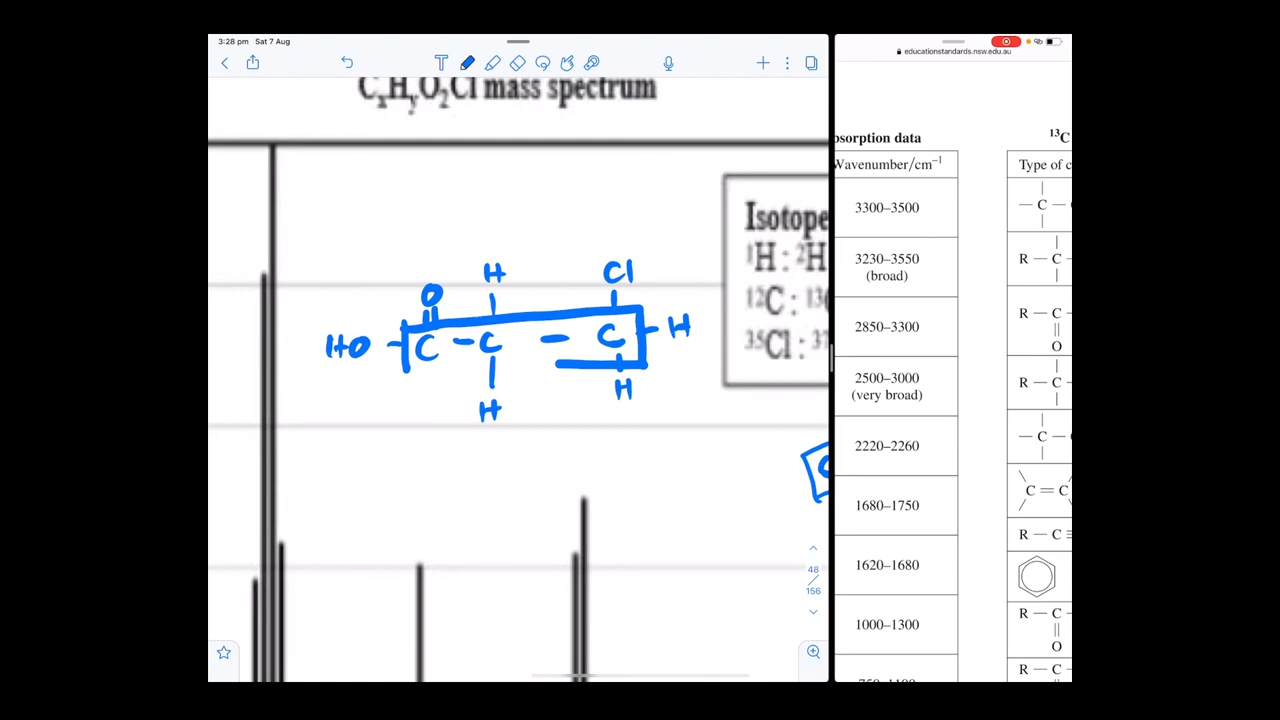 3:28 pm Sat 7 Aug
educationstandards.nsw.edu.au
CxHyO2Cl mass spectrum
Isotope
1H : 2H
12C : 13
35Cl : 37
H Cl
O
HO - C - C - C - H
H
H
48
156
sorption data
Wavenumber/cm−1
3300–3500
3230–3550
(broad)
2850–3300
2500–3000
(very broad)
2220–2260
1680–1750
1620–1680
1000–1300
13C
Type of c
— C —
R — C —
R — C —
O
R — C —
— C —
C = C
R — C ≡
R — C —
O
R — C —